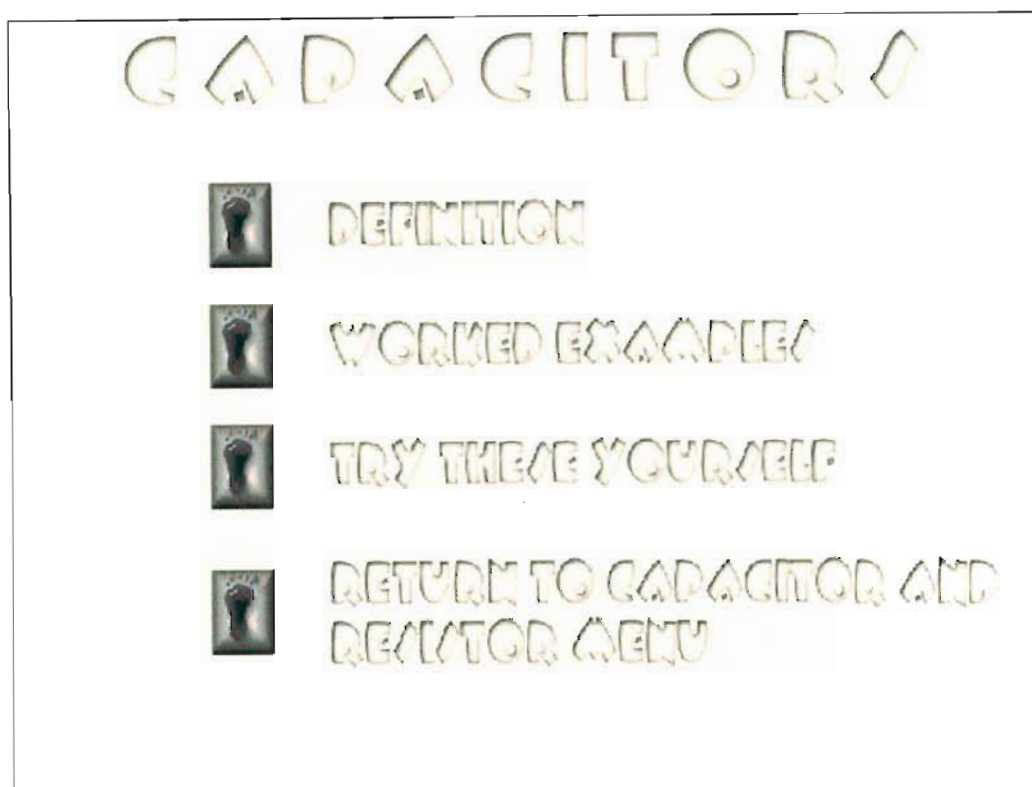 CAPACITORS
DEFINITION
WORKED EXAMPLES
TRY THESE YOURSELF
RETURN TO CAPACITOR AND
RESISTOR MENU